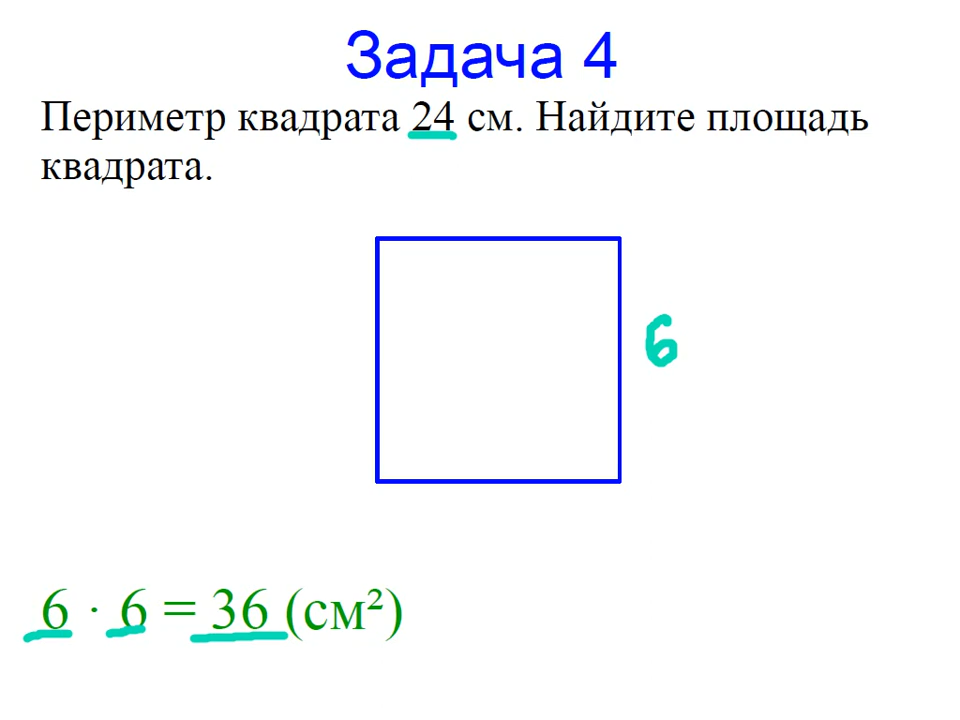 Задача 4
Периметр квадрата 24 см. Найдите площадь
квадрата.
6
6 · 6 = 36 (см²)